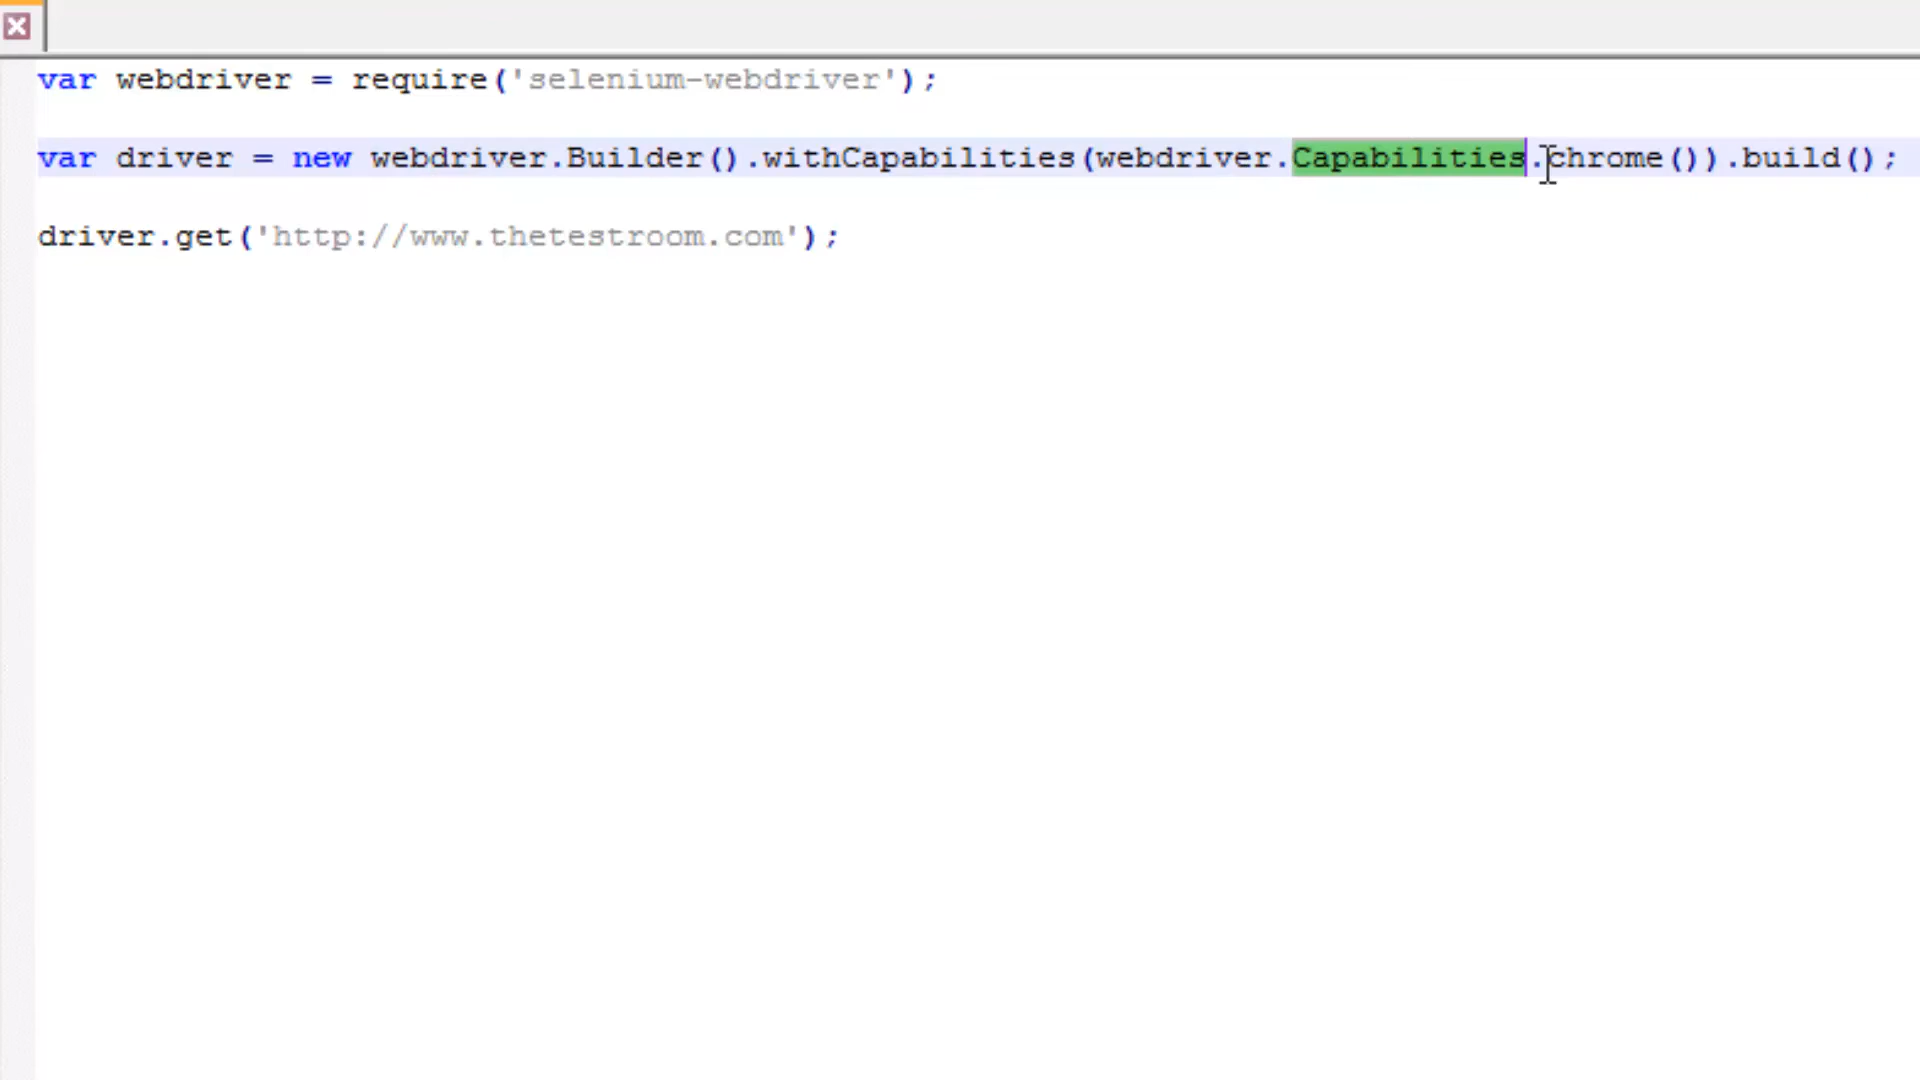 var webdriver = require('selenium-webdriver');
var driver = new webdriver.Builder().withCapabilities(webdriver.Capabilities.chrome()).build();
driver.get('http://www.thetestroom.com');